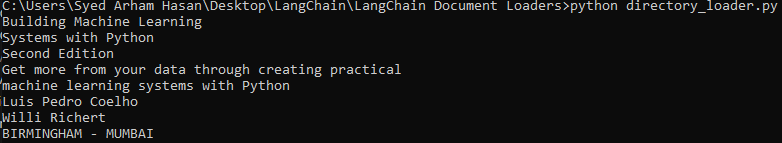 C:\Users\Syed Arham Hasan\Desktop\LangChain\LangChain Document Loaders>python directory_loader.py
Building Machine Learning
Systems with Python
Second Edition
Get more from your data through creating practical
machine learning systems with Python
Luis Pedro Coelho
Willi Richert
BIRMINGHAM - MUMBAI